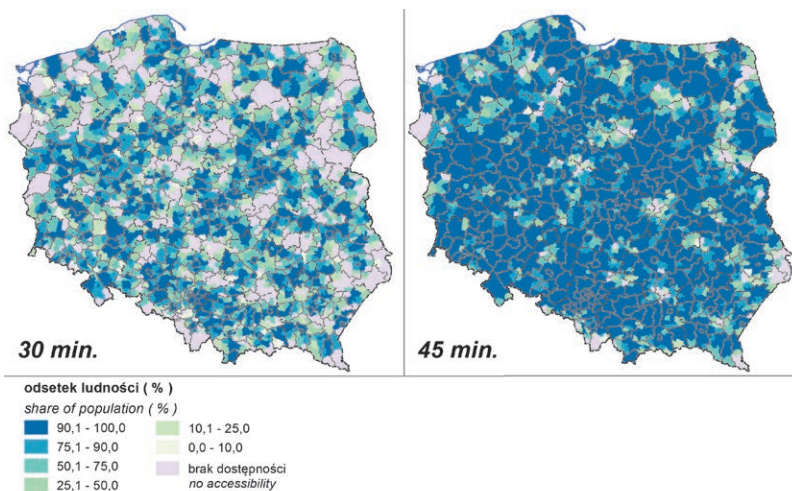 30 min.
45 min.
odsetek ludności ( % )
share of population ( % )
90,1 - 100,0
75,1 - 90,0
50,1 - 75,0
25,1 - 50,0
10,1 - 25,0
0,0 - 10,0
brak dostępności
no accessibility